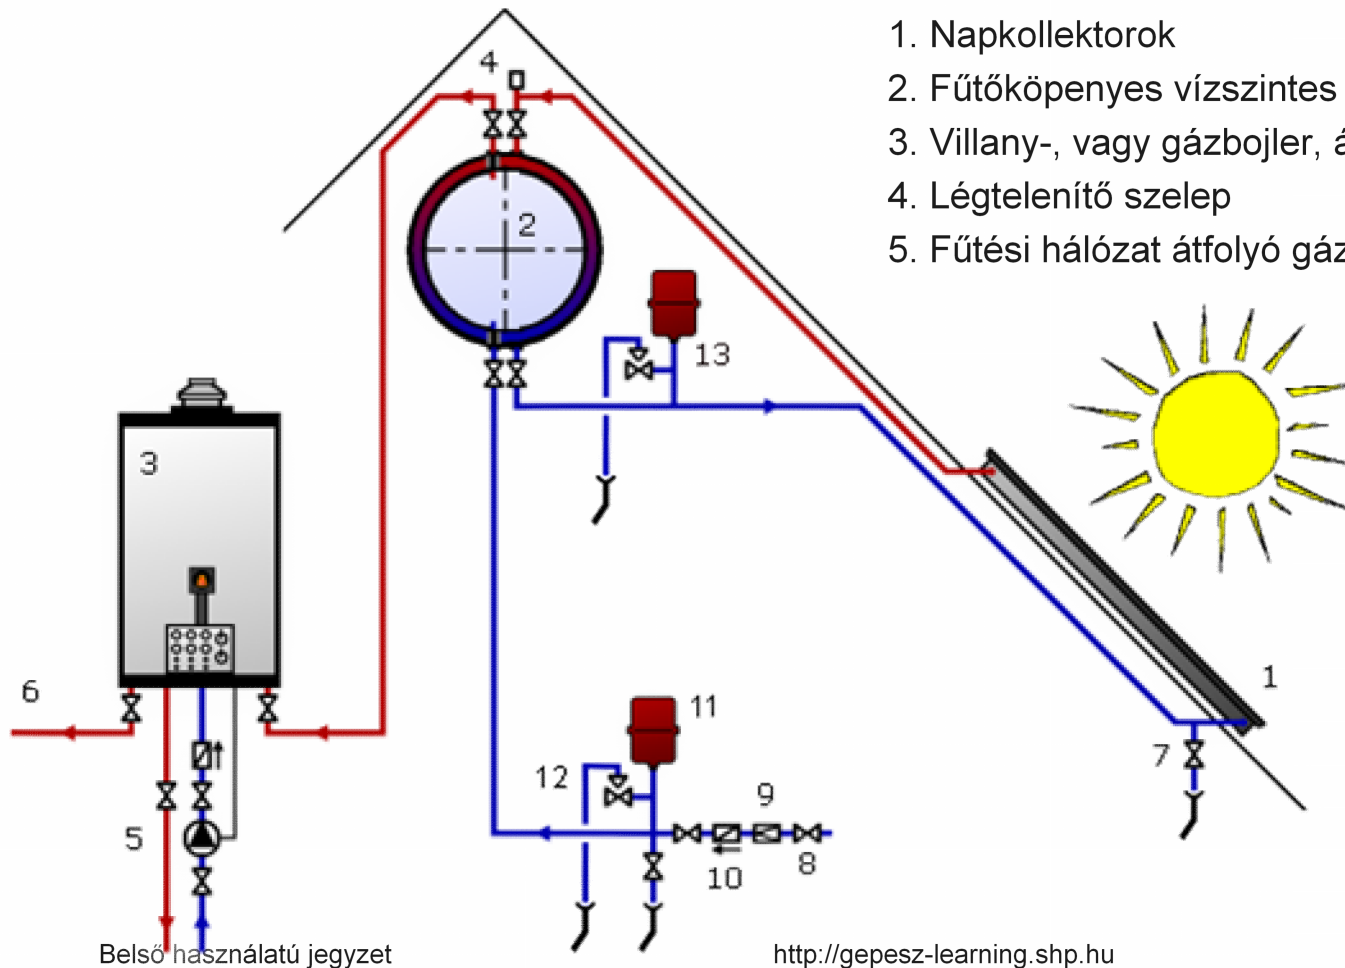 1. Napkollektorok
2. Fűtőköpenyes vízszintes
3. Villany-, vagy gázbojler,
4. Légtelenítő szelep
5. Fűtési hálózat átfolyó
4
2
13
3
1
6
11
7
12
9
5
8
10
Belső használatú jegyzet
http://gepesz-learning.shp.hu